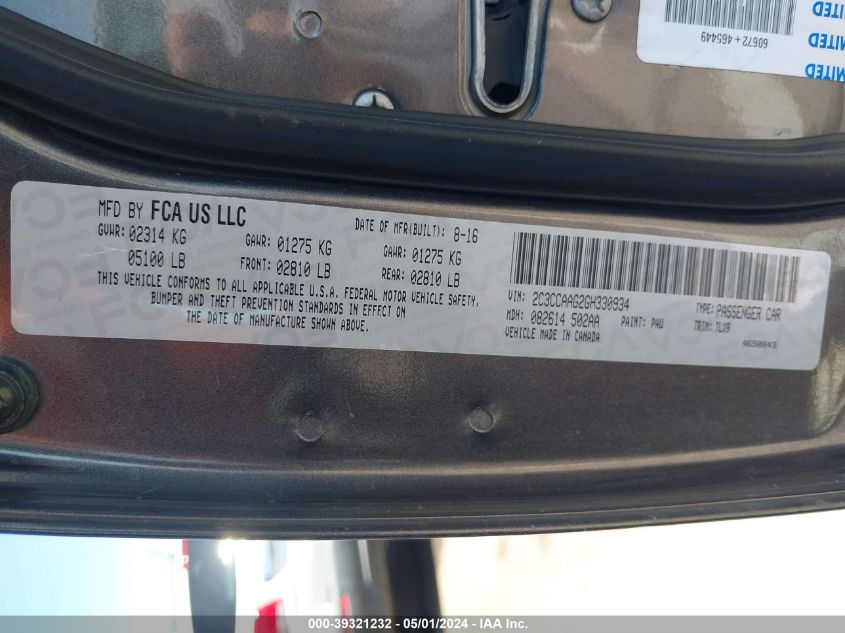 60672+465449
MITED
MITED
MITED
MFD BY FCA US LLC
DATE OF MFR(BUILT): 8-16
GVWR: 02314 KG
GAWR: 01275 KG
GAWR: 01275 KG
05100 LB
FRONT: 02810 LB
REAR: 02810 LB
THIS VEHICLE CONFORMS TO ALL APPLICABLE U.S.A. FEDERAL MOTOR VEHICLE SAFETY,
BUMPER AND THEFT PREVENTION STANDARDS IN EFFECT ON
THE DATE OF MANUFACTURE SHOWN ABOVE.
VIN: 2C3CCAAG2GH330934
TYPE: PASSENGER CAR
MDH: 082614 502AA
PAINT: PAU
TRIM: TLX9
VEHICLE MADE IN CANADA
4658843
000-39321232 - 05/01/2024 - IAA Inc.